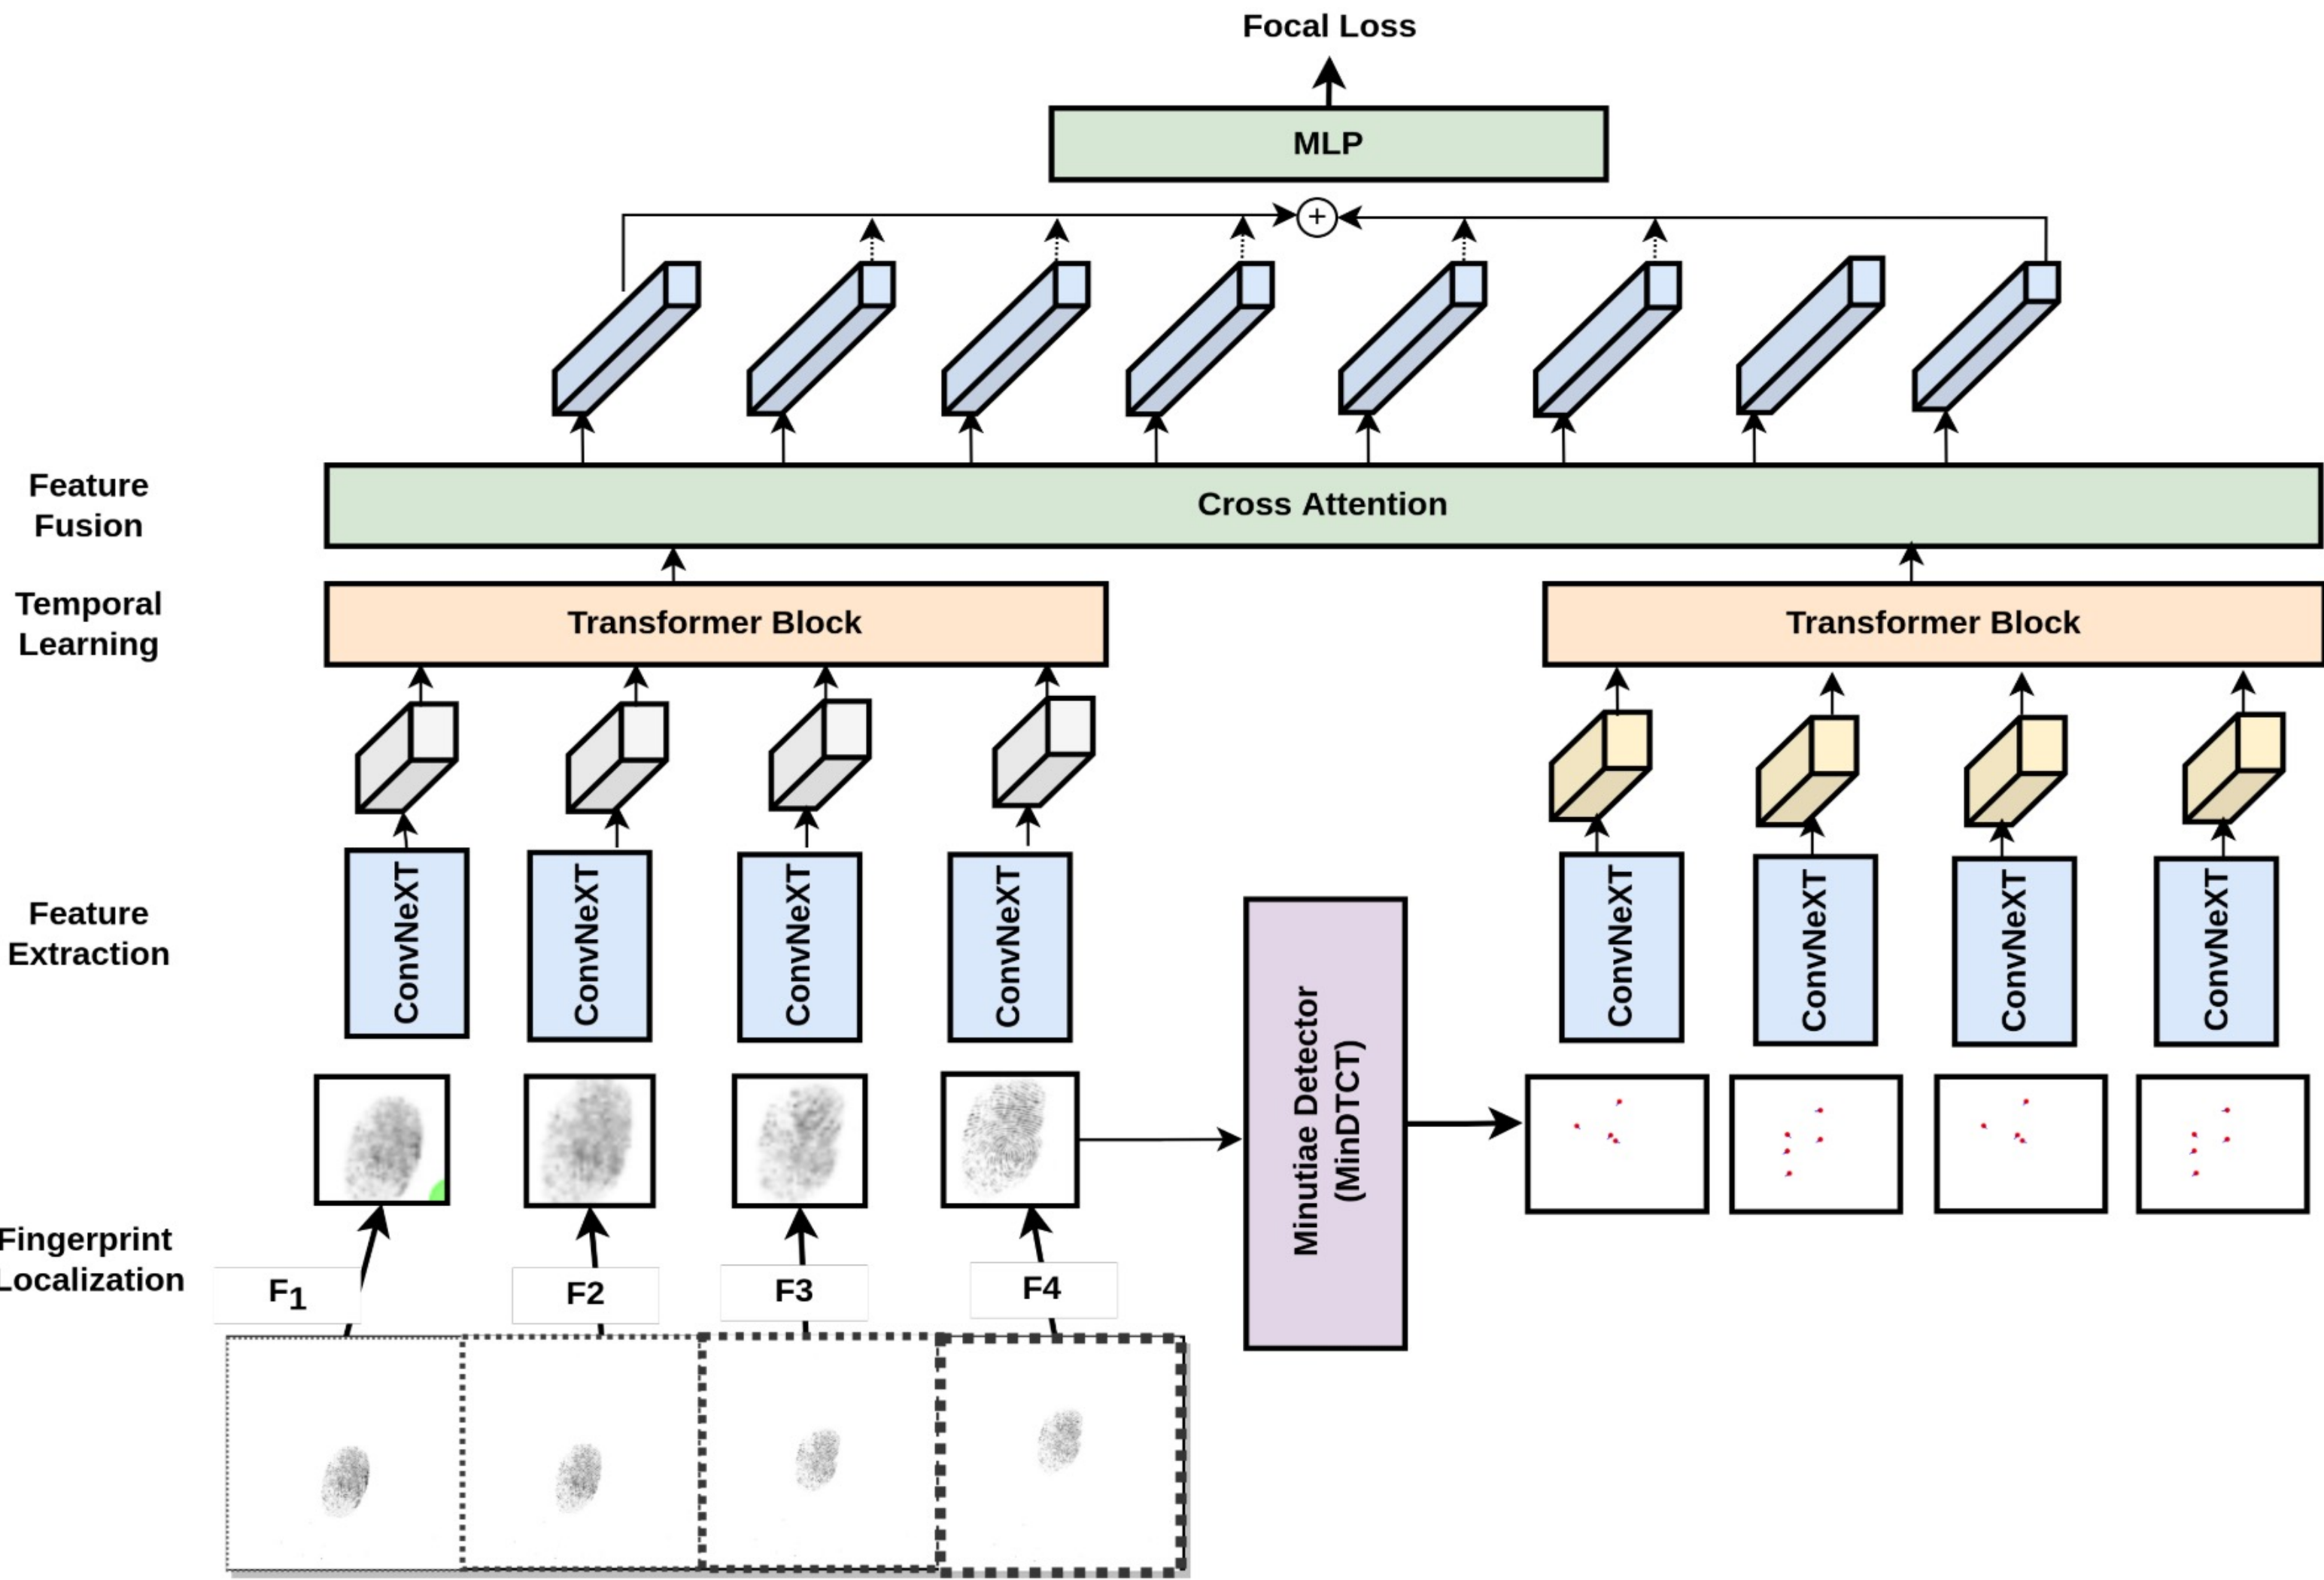 Focal Loss
MLP
+
Feature
Fusion
Cross Attention
Temporal
Learning
Transformer Block
Transformer Block
Feature
Extraction
ConvNeXT
ConvNeXT
ConvNeXT
ConvNeXT
Minutiae Detector
(MinDTCT)
ConvNeXT
ConvNeXT
ConvNeXT
ConvNeXT
Fingerprint
Localization
F1
F2
F3
F4